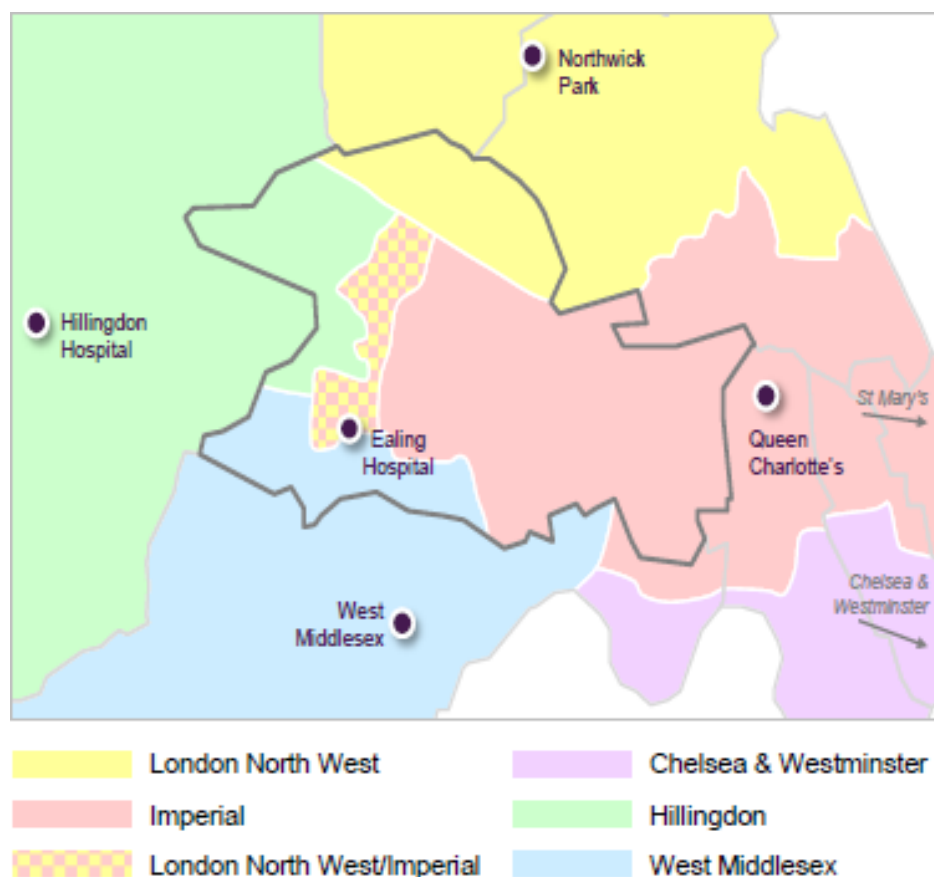 Northwick
Park
Hillingdon
Hospital
Ealing
Hospital
St Mary's
Queen
Charlotte's
Chelsea &
Westminster
West
Middlesex
London North West
Chelsea & Westminster
Imperial
Hillingdon
London North West/Imperial
West Middlesex